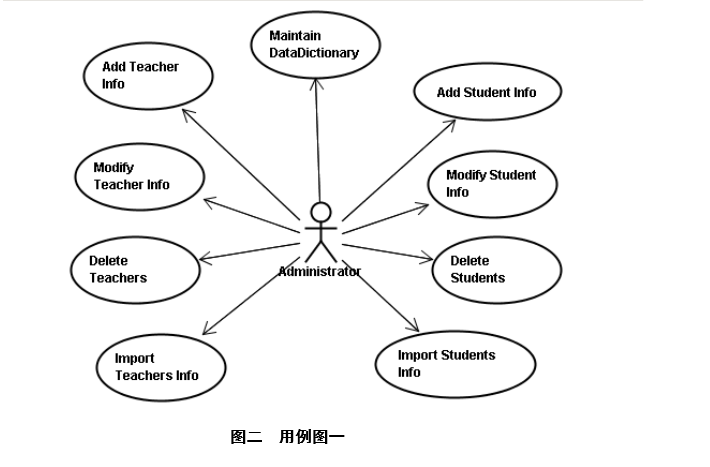 Maintain
DataDictionary
Add Teacher
Info
Add Student Info
Modify
Teacher Info
Modify Student
Info
Delete
Teachers
Administrator
Delete
Students
Import
Teachers Info
Import Students
Info
图二 用例图一